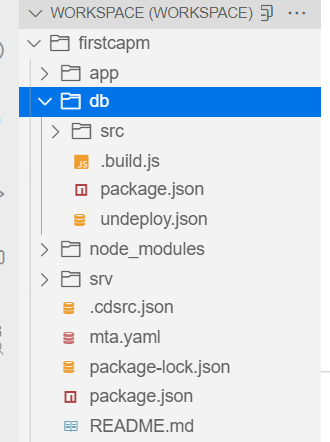 WORKSPACE (WORKSPACE)
firstcapm
app
db
src
.build.js
package.json
undeploy.json
node_modules
srv
.cdsrc.json
mta.yaml
package-lock.json
package.json
README.md